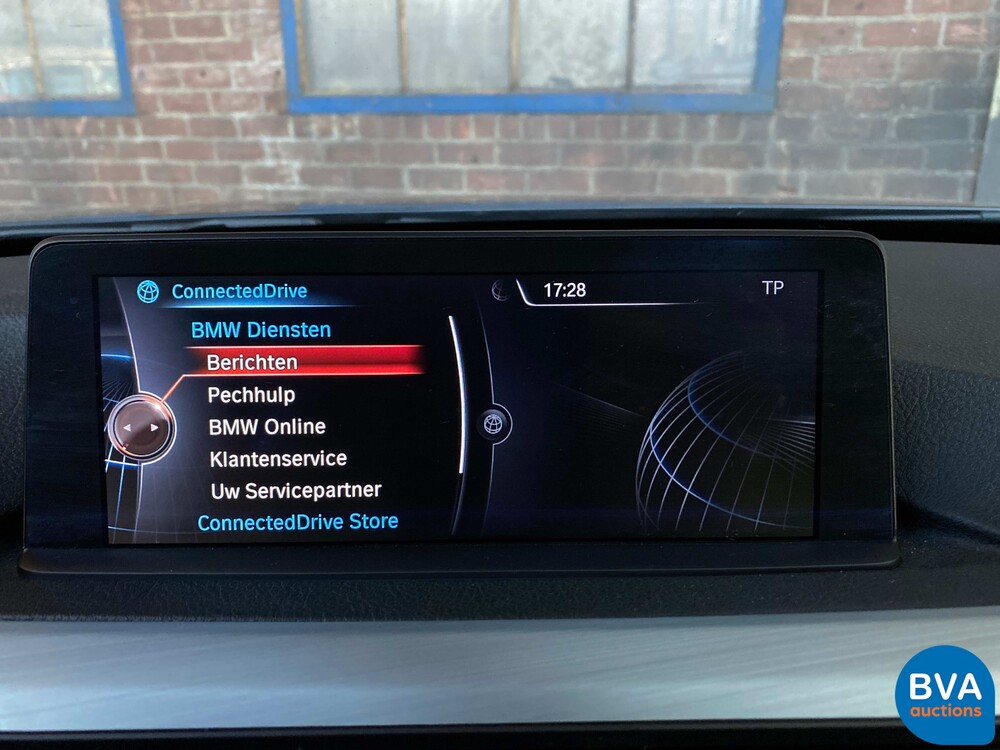 ConnectedDrive
17:28
TP
BMW Diensten
Berichten
Pechhulp
BMW Online
Klantenservice
Uw Servicepartner
ConnectedDrive Store
BVA
auctions